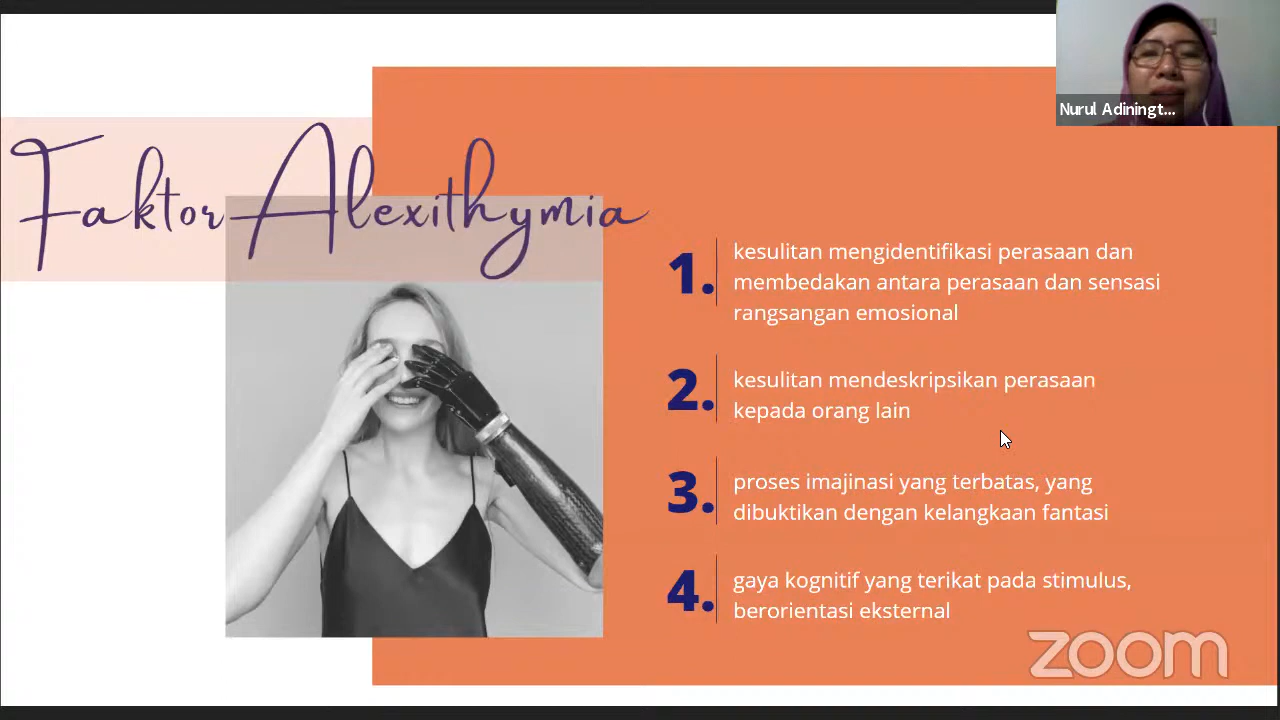 Nurul Adiningt...
Faktor Alexithymia
1.
kesulitan mengidentifikasi perasaan dan
membedakan antara perasaan dan sensasi
rangsangan emosional
2.
kesulitan mendeskripsikan perasaan
kepada orang lain
3.
proses imajinasi yang terbatas, yang
dibuktikan dengan kelangkaan fantasi
4.
gaya kognitif yang terikat pada stimulus,
berorientasi eksternal
zoom